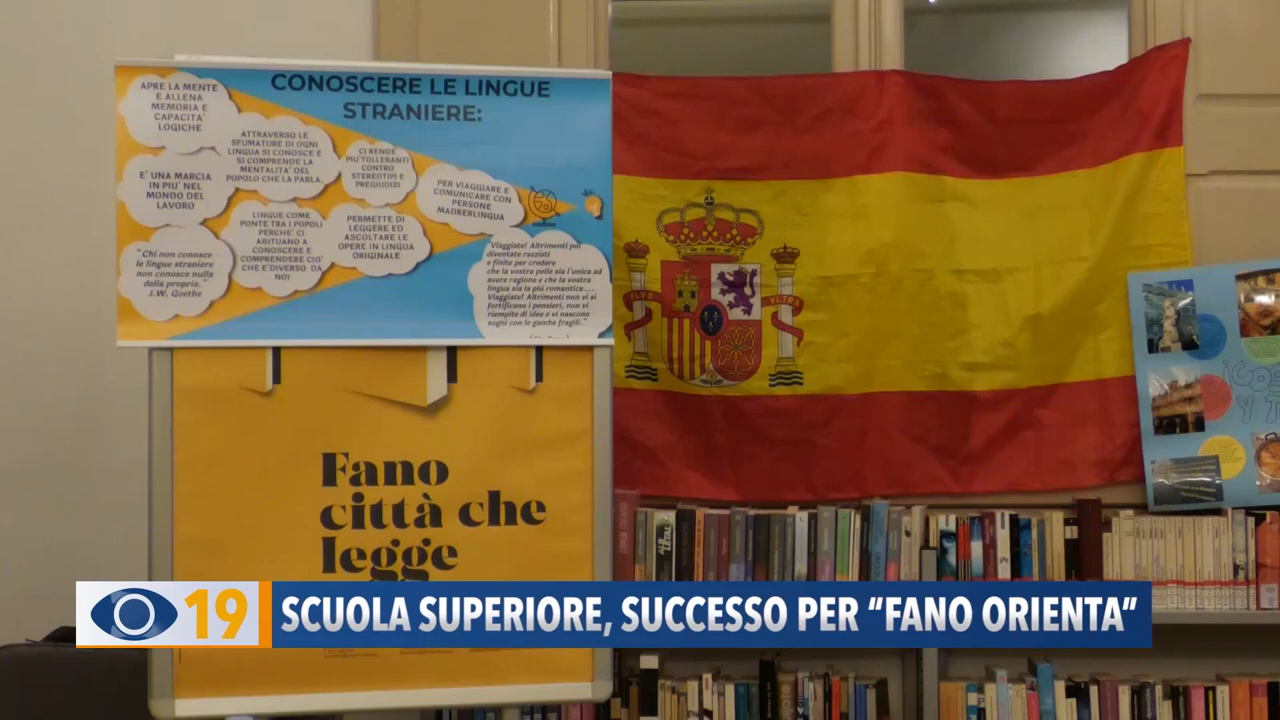 CONOSCERE LE LINGUE
STRANIERE:
APRE LA MENTE
E ALLENA
MEMORIA E
CAPACITA'
LOGICHE
ATTRAVERSO LE
SFUMATURE DI OGNI
LINGUA SI CONOSCE E
SI COMPRENDE LA
MENTALITA' DEL
POPOLO CHE LA PARLA.
CI RENDE
PIU'TOLLERANTI
CONTRO
STEREOTIPI E
PREGIUDIZI
E' UNA MARCIA
IN PIU' NEL
MONDO DEL
LAVORO
PER VIAGGIARE E
COMUNICARE CON
PERSONE
MADRERLINGUA
LINGUE COME
PONTE TRA I POPOLI
PERCHE' CI
ABITUANO A
CONOSCERE E
COMPRENDERE CIO'
CHE E'DIVERSO DA
NOI
PERMETTE DI
LEGGERE ED
ASCOLTARE LE
OPERE IN LINGUA
ORIGINALE
"Chi non conosce
le lingue straniere
non conosce nulla
della propria."
J.W. Goethe
"Viaggiate! Altrimenti poi
diventate razzisti
e finite per credere
che la vostra pelle sia l'unica ad
avere ragione e che la vostra
lingua sia la più romantica....
Viaggiate! Altrimenti non vi si
fortificano i pensieri, non vi
riempite di idee e vi nascono
sogni con le gambe fragili."
PLVS
VLTRA
¡COS
Y T
Fano
città che
legge
ALB
LETAL
19
SCUOLA SUPERIORE, SUCCESSO PER “FANO ORIENTA“